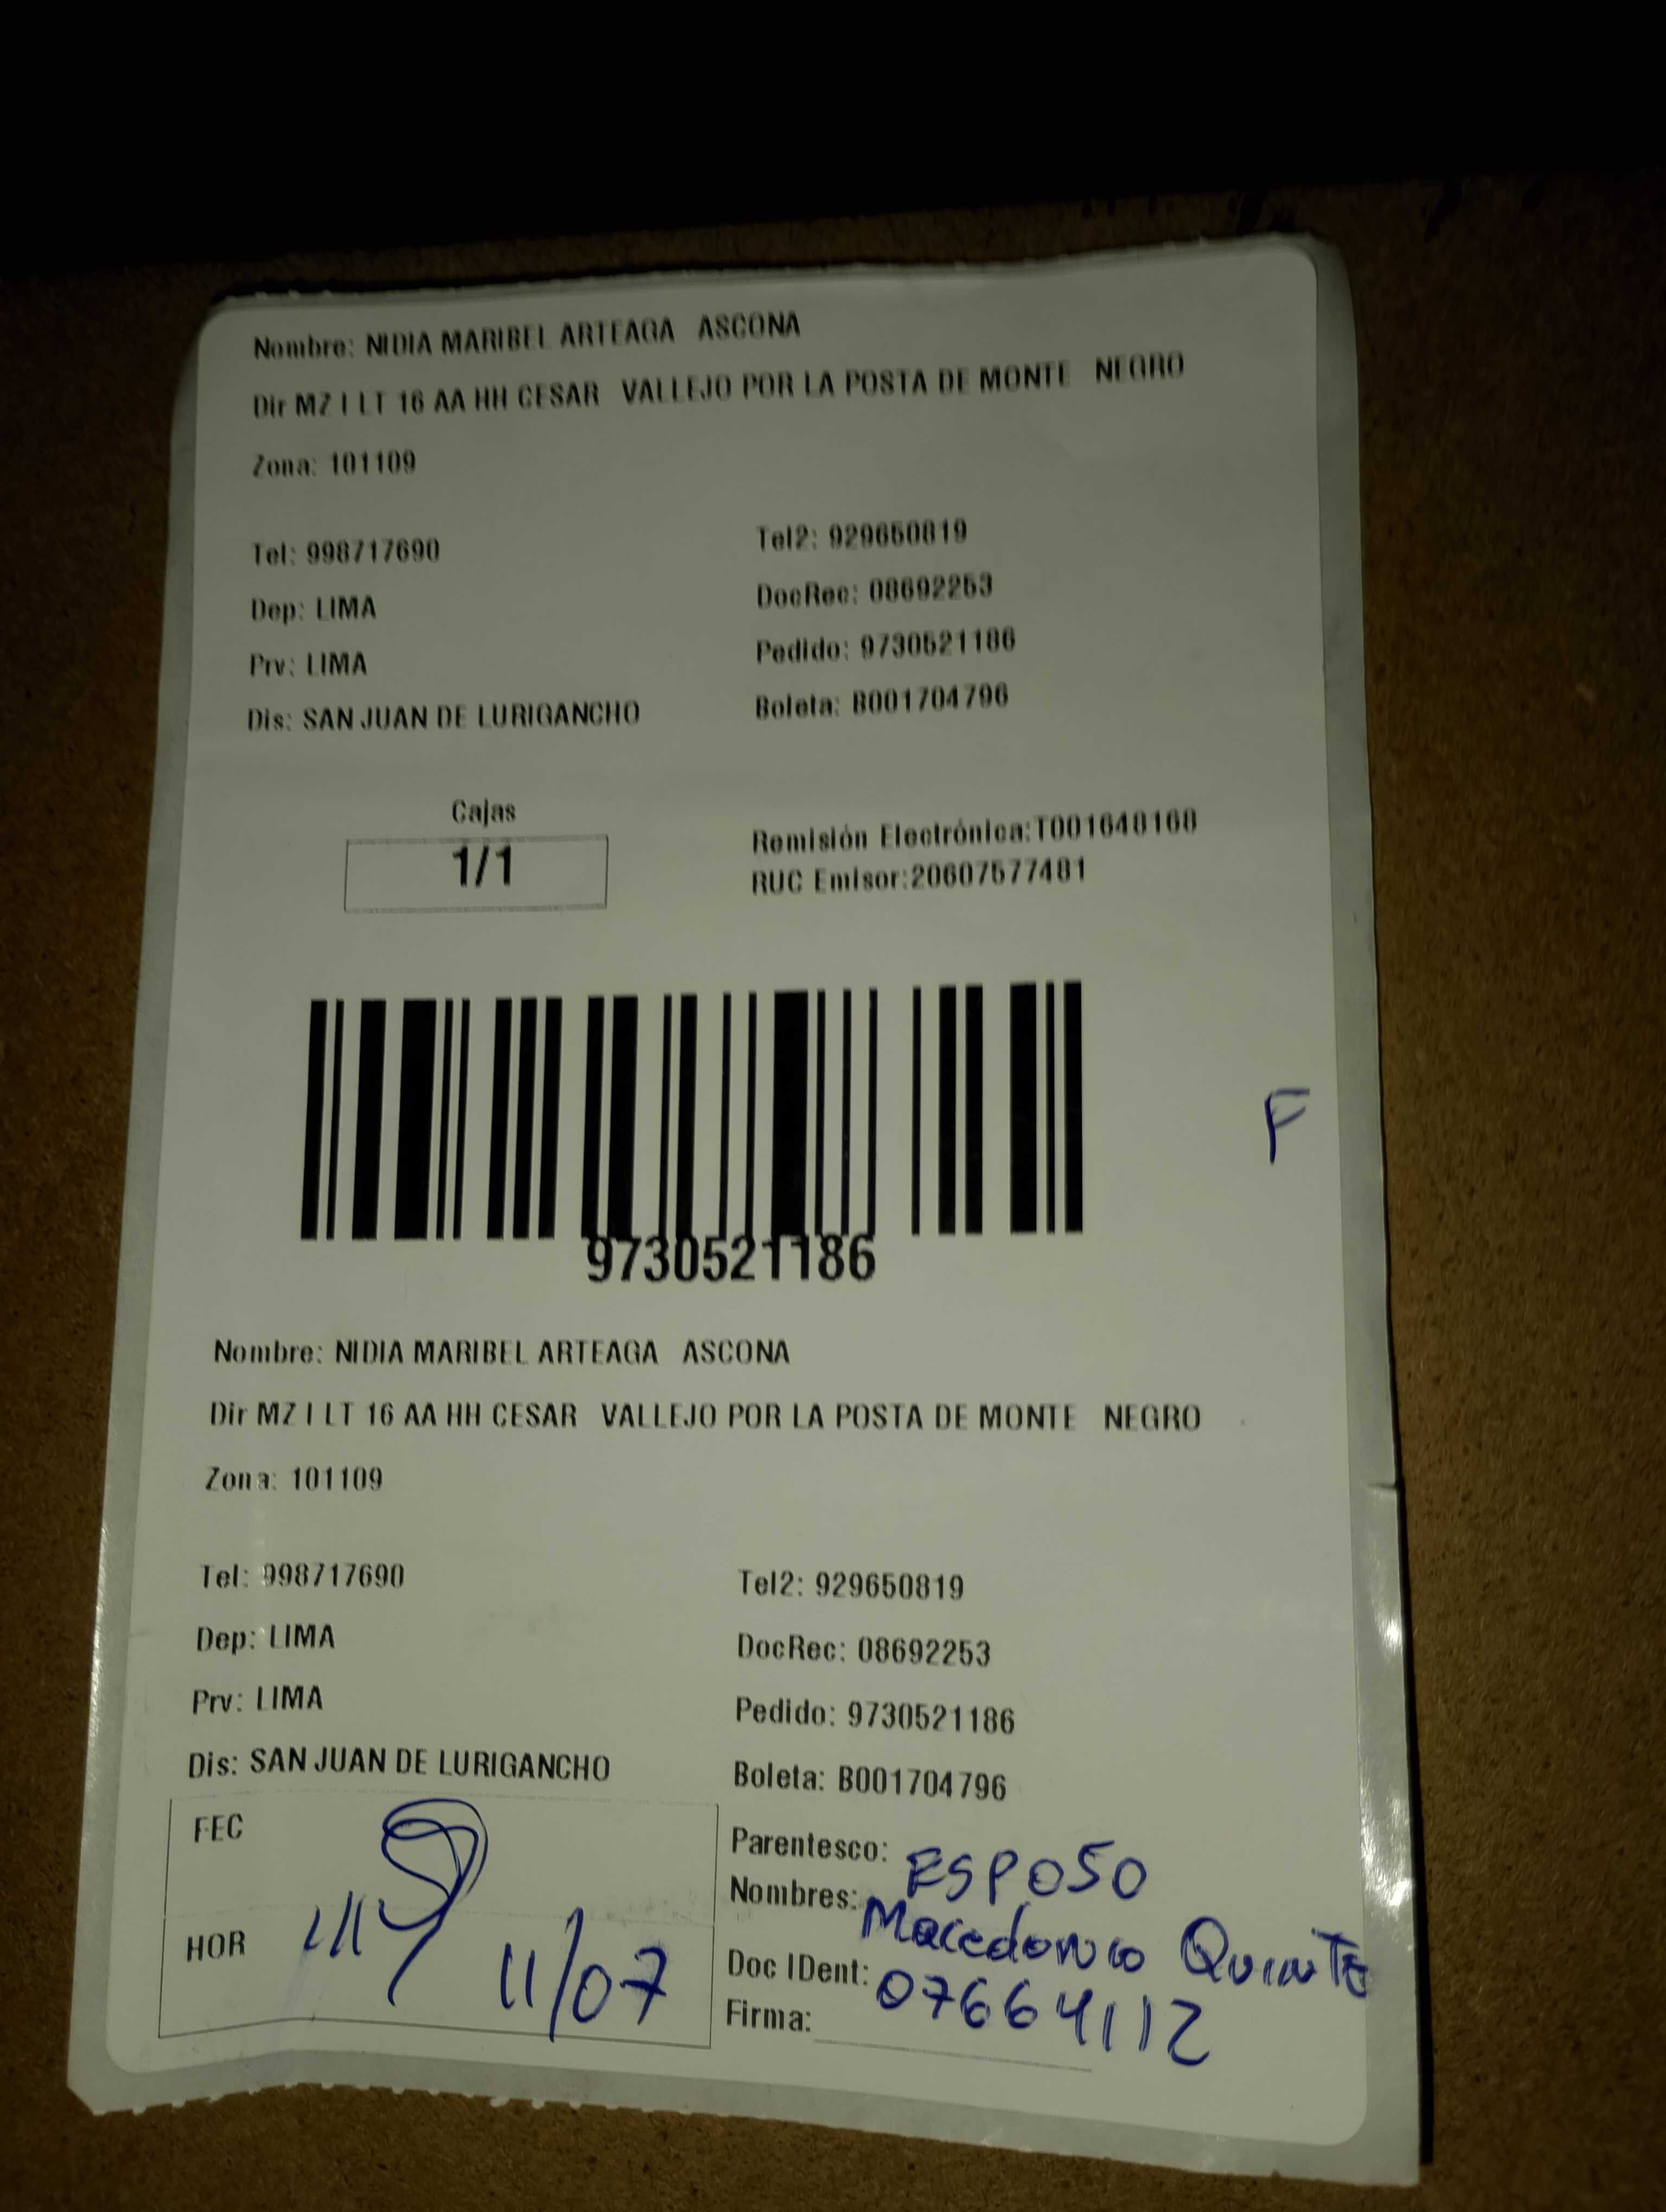 Nombre: NIDIA MARIBEL ARTEAGA ASCONA
Dir MZ I LT 16 AA HH CESAR VALLEJO POR LA POSTA DE MONTE NEGRO
Zona: 101109
Tel: 998717690 Tel2: 929650819
Dep: LIMA DocRec: 08692253
Prv: LIMA Pedido: 9730521186
Dis: SAN JUAN DE LURIGANCHO Boleta: B001704796
Cajas
1/1
Remisión Electrónica:T001648168
RUC Emisor:20607577481
F
9730521186
Nombre: NIDIA MARIBEL ARTEAGA ASCONA
Dir MZ I LT 16 AA HH CESAR VALLEJO POR LA POSTA DE MONTE NEGRO
Zona: 101109
Tel: 998717690 Tel2: 929650819
Dep: LIMA DocRec: 08692253
Prv: LIMA Pedido: 9730521186
Dis: SAN JUAN DE LURIGANCHO Boleta: B001704796
FEC
HOR 11/07
Parentesco: ESPOSO
Nombres: Macedonio Quinte
Doc IDent: 07664112
Firma: